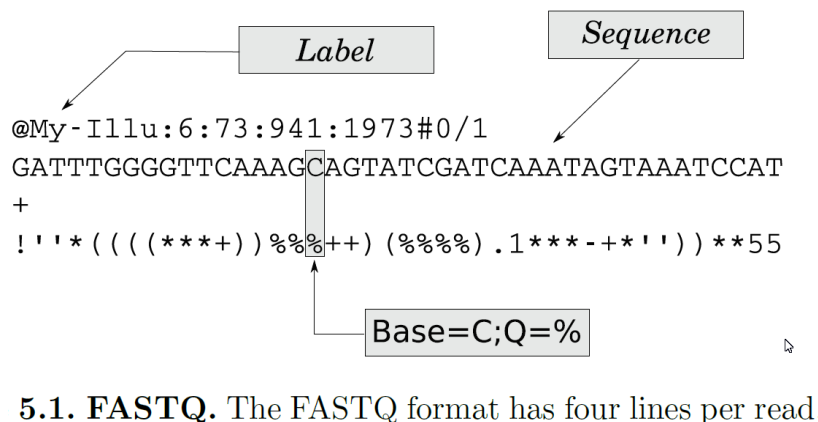 Label
Sequence
@My-Illu:6:73:941:1973#0/1
GATTTGGGGTTCAAAGCAGTATCGATCAAATAGTAAATCCAT
+
!''*((((***+))%%%++)(%%%%).1***-+*''))**55
Base=C;Q=%
5.1. FASTQ. The FASTQ format has four lines per read